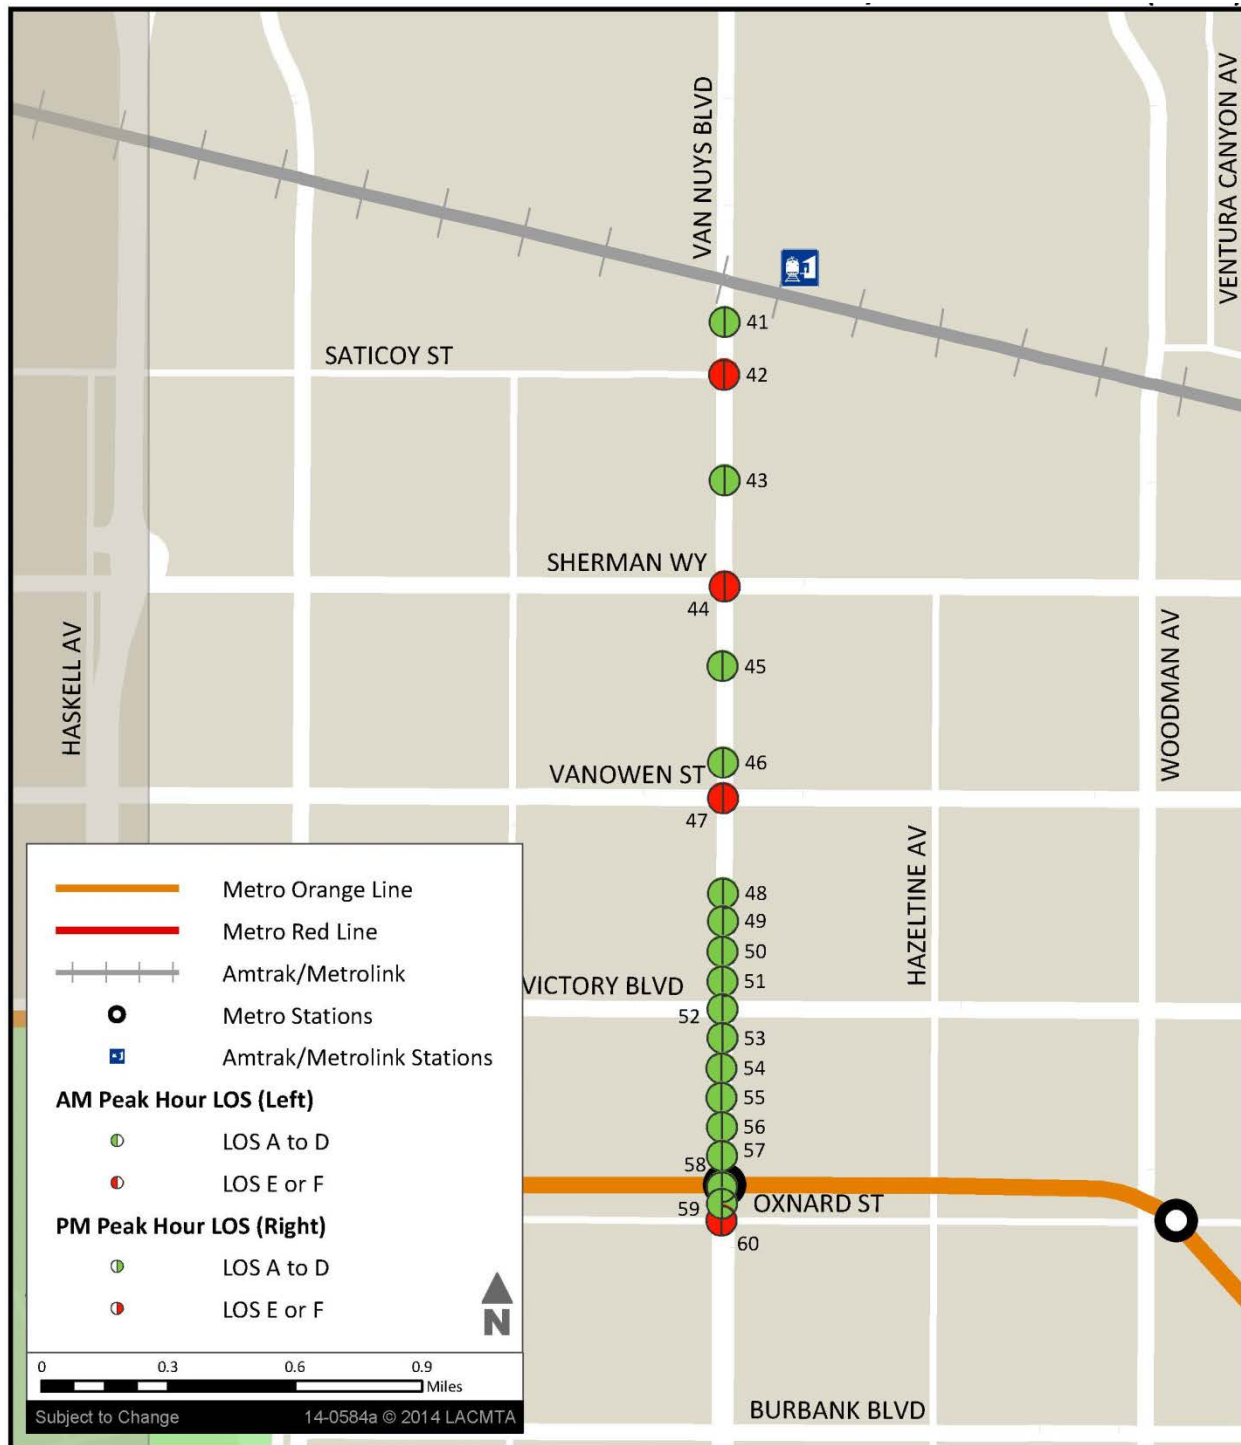 VAN NUYS BLVD
VENTURA CANYON AV
41
SATICOY ST
42
43
SHERMAN WY
44
HASKELL AV
45
WOODMAN AV
46
VANOWEN ST
47
HAZELTINE AV
48
49
50
51
VICTORY BLVD
52
53
54
55
56
57
58
59
OXNARD ST
60
Metro Orange Line
Metro Red Line
Amtrak/Metrolink
Metro Stations
Amtrak/Metrolink Stations
AM Peak Hour LOS (Left)
LOS A to D
LOS E or F
PM Peak Hour LOS (Right)
LOS A to D
LOS E or F
N
0 0.3 0.6 0.9
Miles
Subject to Change 14-0584a © 2014 LACMTA
BURBANK BLVD